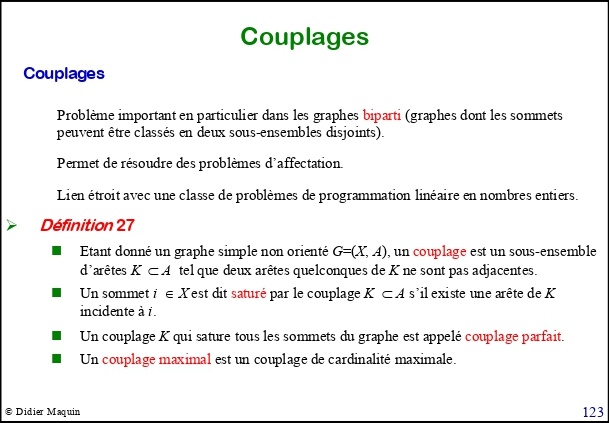 Couplages
Couplages
Problème important en particulier dans les graphes biparti (graphes dont les sommets
peuvent être classés en deux sous-ensembles disjoints).
Permet de résoudre des problèmes d’affectation.
Lien étroit avec une classe de problèmes de programmation linéaire en nombres entiers.
Définition 27
Etant donné un graphe simple non orienté G=(X, A), un couplage est un sous-ensemble
d’arêtes K ⊂ A tel que deux arêtes quelconques de K ne sont pas adjacentes.
Un sommet i ∈ X est dit saturé par le couplage K ⊂ A s’il existe une arête de K
incidente à i.
Un couplage K qui sature tous les sommets du graphe est appelé couplage parfait.
Un couplage maximal est un couplage de cardinalité maximale.
© Didier Maquin 123